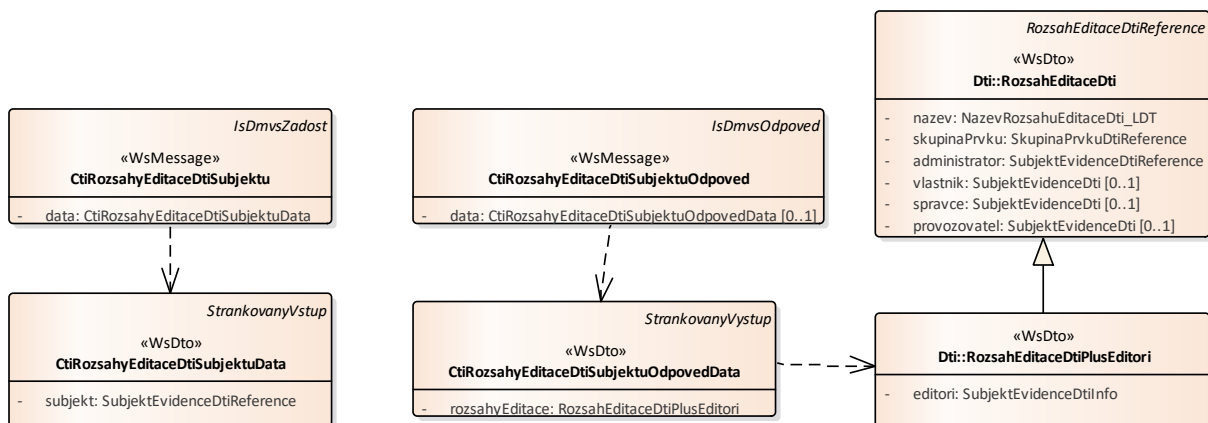 IsDmvsZadost
«WsMessage»
CtiRozsahyEditaceDtiSubjektu
- data: CtiRozsahyEditaceDtiSubjektuData
StrankovanyVstup
«WsDto»
CtiRozsahyEditaceDtiSubjektuData
- subjekt: SubjektEvidenceDtiReference
IsDmvsOdpoved
«WsMessage»
CtiRozsahyEditaceDtiSubjektuOdpoved
- data: CtiRozsahyEditaceDtiSubjektuOdpovedData [0..1]
StrankovanyVystup
«WsDto»
CtiRozsahyEditaceDtiSubjektuOdpovedData
- rozsahyEditace: RozsahEditaceDtiPlusEditori
RozsahEditaceDtiReference
«WsDto»
Dti::RozsahEditaceDti
- nazev: NazevRozsahuEditaceDti_LDT
- skupinaPrvku: SkupinaPrvkuDtiReference
- administrator: SubjektEvidenceDtiReference
- vlastnik: SubjektEvidenceDti [0..1]
- spravce: SubjektEvidenceDti [0..1]
- provozovatel: SubjektEvidenceDti [0..1]
«WsDto»
Dti::RozsahEditaceDtiPlusEditori
- editori: SubjektEvidenceDtiInfo